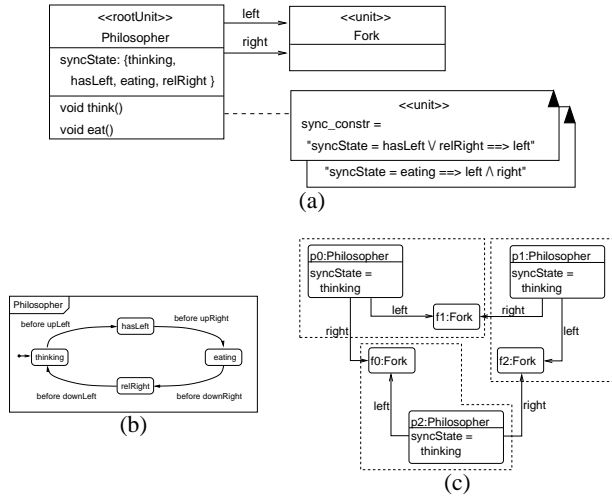 <<rootUnit>>
Philosopher
syncState: {thinking,
hasLeft, eating, relRight }
void think()
void eat()
left
right
<<unit>>
Fork
<<unit>>
sync_constr =
"syncState = hasLeft \/ relRight ==> left"
"syncState = eating ==> left /\ right"
(a)
Philosopher
before upLeft
hasLeft
before upRight
thinking
eating
relRight
before downLeft
before downRight
(b)
p0:Philosopher
syncState =
thinking
p1:Philosopher
syncState =
thinking
left
f1:Fork
right
right
left
f0:Fork
f2:Fork
left
right
p2:Philosopher
syncState =
thinking
(c)